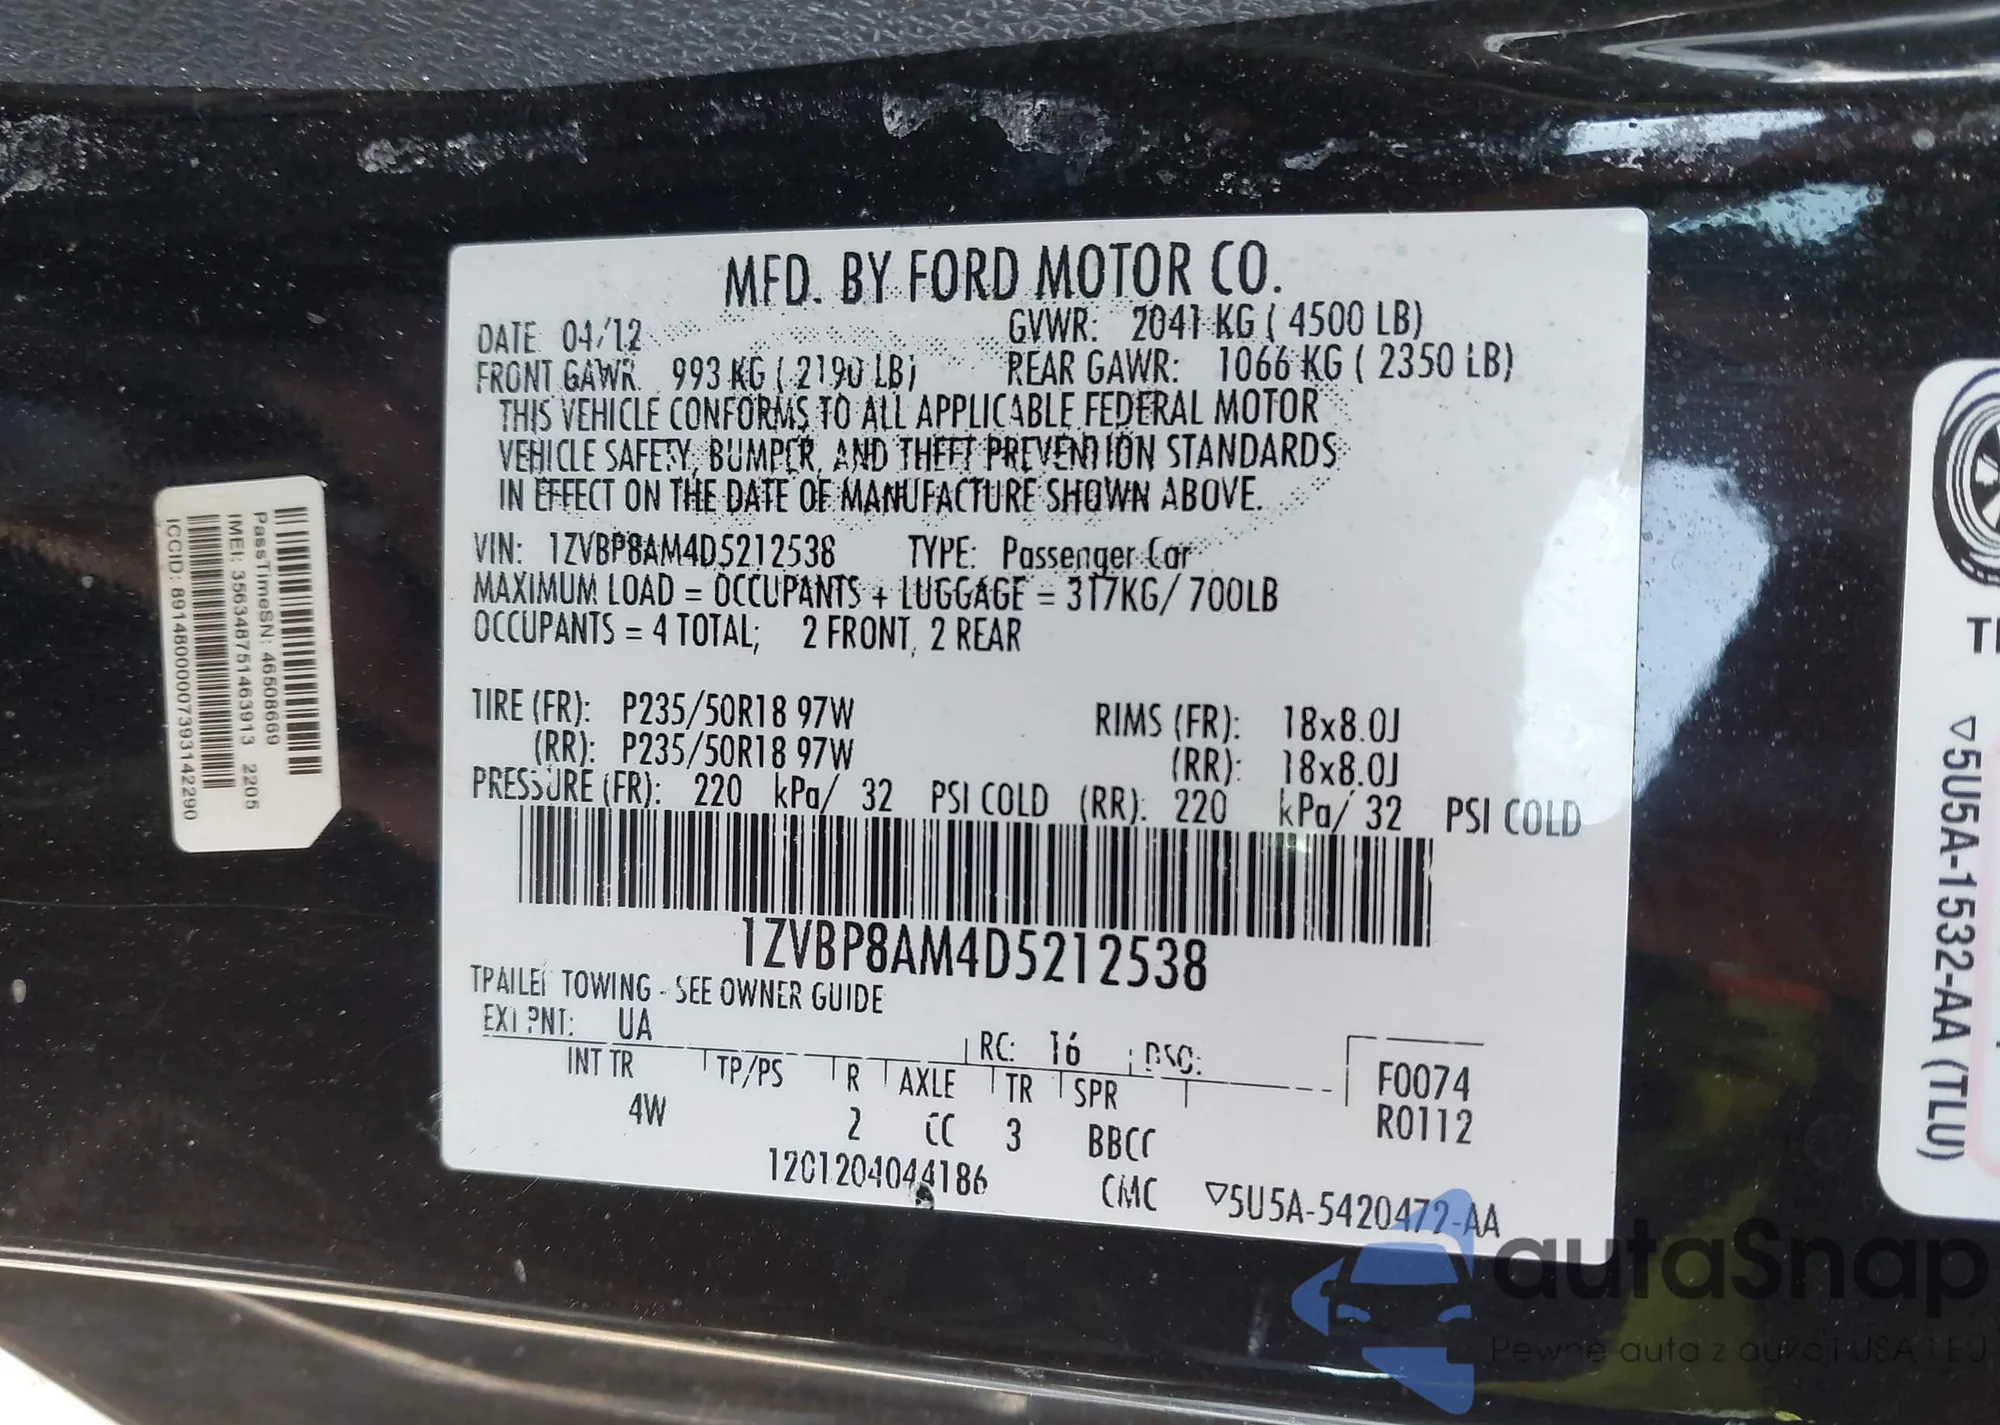 MFD. BY FORD MOTOR CO.
DATE 04/12 GVWR: 2041 KG ( 4500 LB)
FRONT GAWR. 993 KG ( 2190 LB) REAR GAWR: 1066 KG ( 2350 LB)
THIS VEHICLE CONFORMS TO ALL APPLICABLE FEDERAL MOTOR
VEHICLE SAFETY, BUMPER, AND THEFT PREVENTION STANDARDS
IN EFFECT ON THE DATE OF MANUFACTURE SHOWN ABOVE.
VIN: 1ZVBP8AM4D5212538 TYPE: Passenger Car
MAXIMUM LOAD = OCCUPANTS + LUGGAGE = 317KG/ 700LB
OCCUPANTS = 4 TOTAL; 2 FRONT, 2 REAR
TIRE (FR): P235/50R18 97W RIMS (FR): 18x8.0J
(RR): P235/50R18 97W (RR): 18x8.0J
PRESSURE (FR): 220 kPa/ 32 PSI COLD (RR): 220 kPa/ 32 PSI COLD
1ZVBP8AM4D5212538
TRAILER TOWING - SEE OWNER GUIDE
EXT PNT: UA RC: 16 DSO:
INT TR TP/PS R AXLE TR SPR F0074
4W 2 CC 3 BBCC R0112
1201204044186 CMC ▽5U5A-5420472-AA
PassTimeSN: 46508669
IMEI: 356348751463913 2205
ICCID: 89148000007393142290
▽5U5A-1532-AA (TLU)
autaSnap
Pewne auta z aukcji USA i EU